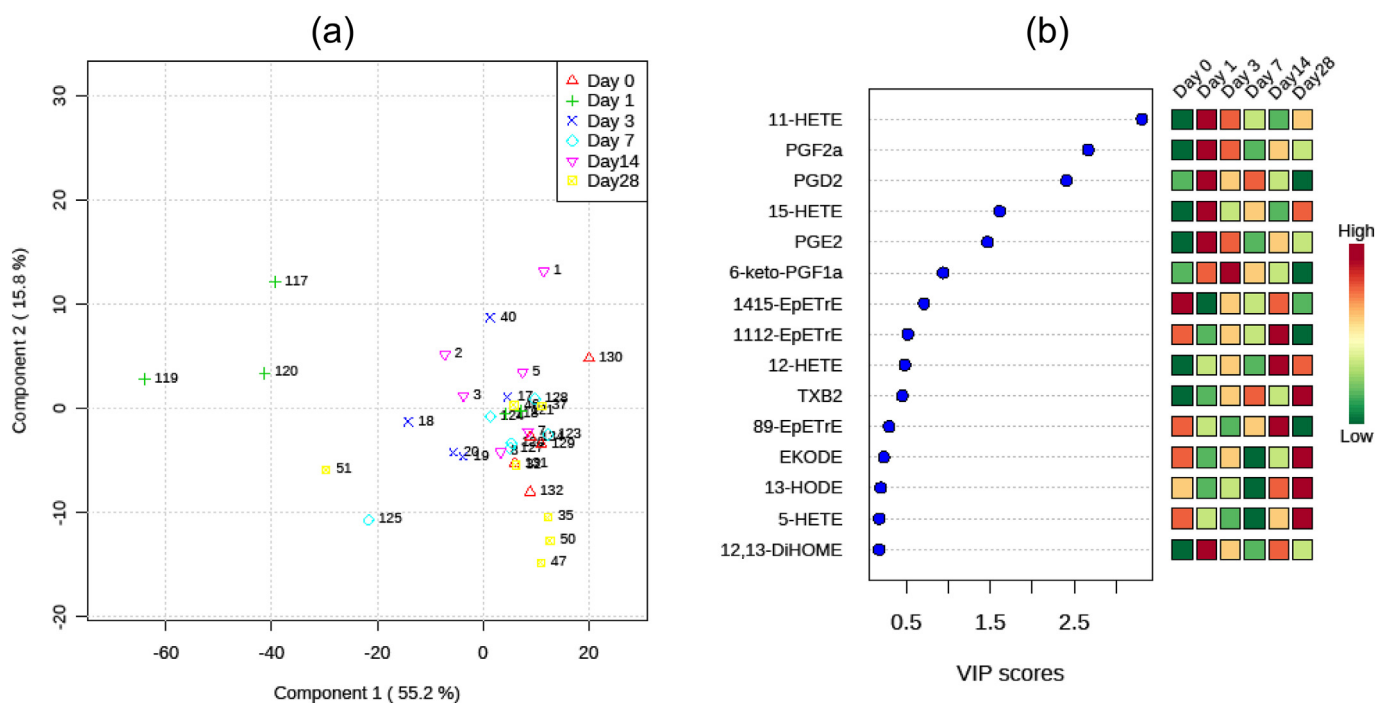 (a)
Day 0
Day 1
Day 3
Day 7
Day14
Day28
30
20
10
0
-10
-20
Component 2 ( 15.8 %)
117
119
120
1
40
130
2
5
3
17
128
37
121
18
7
123
129
20
19
51
132
125
35
50
47
-60
-40
-20
0
20
Component 1 ( 55.2 %)
(b)
Day 0
Day 1
Day 3
Day 7
Day14
Day28
11-HETE
PGF2a
PGD2
15-HETE
PGE2
6-keto-PGF1a
1415-EpETrE
1112-EpETrE
12-HETE
TXB2
89-EpETrE
EKODE
13-HODE
5-HETE
12,13-DiHOME
0.5
1.5
2.5
VIP scores
High
Low